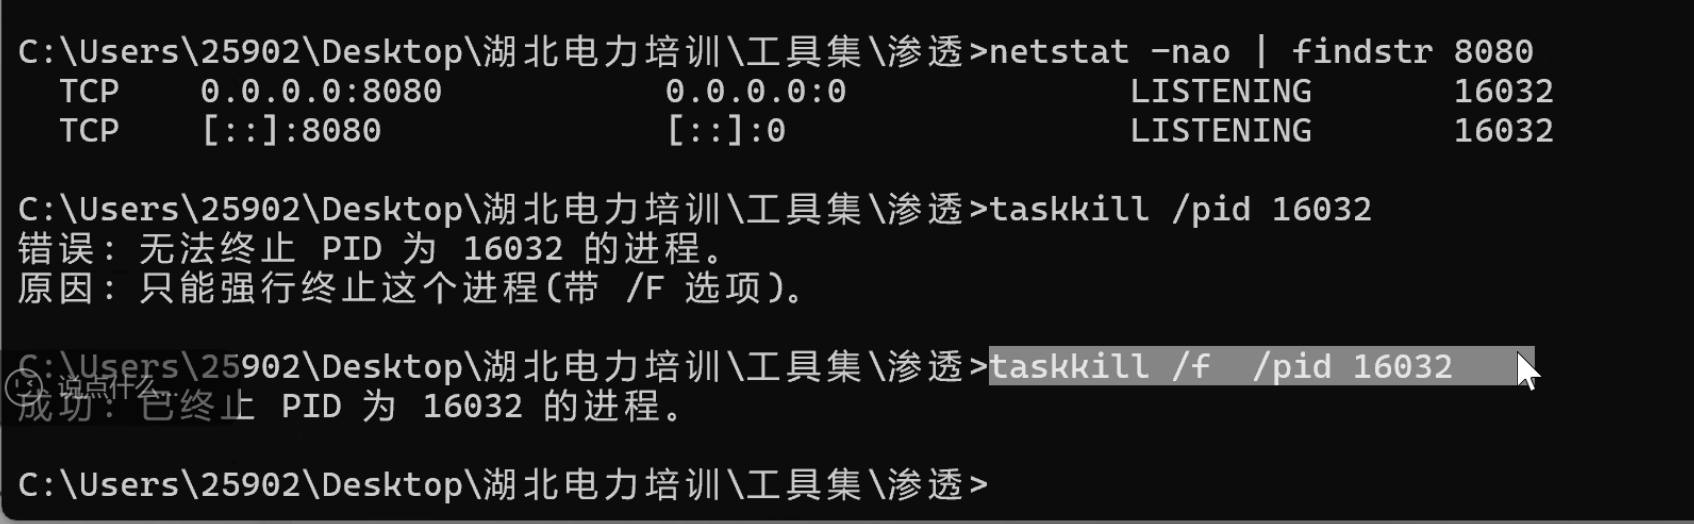 C:\Users\25902\Desktop\湖北电力培训\工具集\渗透>netstat -nao | findstr 8080
TCP 0.0.0.0:8080 0.0.0.0:0 LISTENING 16032
TCP [::]:8080 [::]:0 LISTENING 16032
C:\Users\25902\Desktop\湖北电力培训\工具集\渗透>taskkill /pid 16032
错误: 无法终止 PID 为 16032 的进程。
原因: 只能强行终止这个进程(带 /F 选项)。
C:\Users\25902\Desktop\湖北电力培训\工具集\渗透>taskkill /f  /pid 16032
说点什么...
成功: 已终止 PID 为 16032 的进程。
C:\Users\25902\Desktop\湖北电力培训\工具集\渗透>